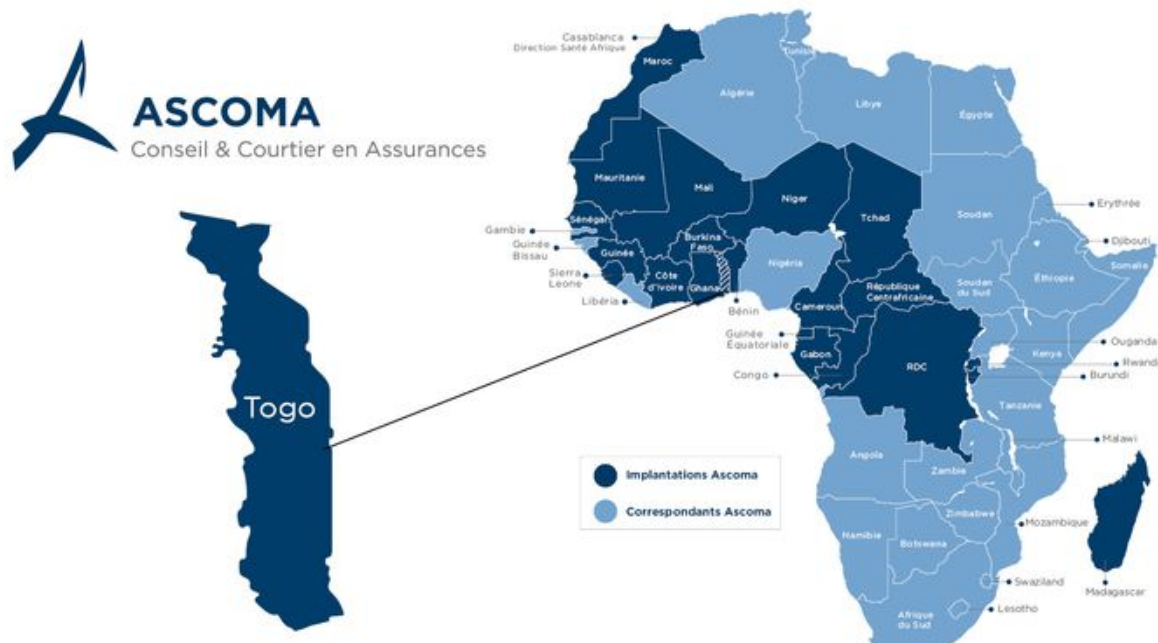 ASCOMA
Conseil & Courtier en Assurances
Togo
Casablanca
Direction Santé Afrique
Maroc
Algérie
Tunisie
Libye
Égypte
Mauritanie
Mali
Niger
Tchad
Soudan
Erythrée
Sénégal
Gambie
Guinée
Bissau
Guinée
Burkina
Faso
Nigéria
Djibouti
Somalie
Sierra
Leone
Côte
d'ivoire
Ghana
Libéria
Bénin
Cameroun
République
Centrafricaine
Soudan
du Sud
Éthiopie
Guinée
Équatoriale
Gabon
Congo
RDC
Ouganda
Kenya
Rwanda
Burundi
Tanzanie
Malawi
Angola
Zambie
Implantations Ascoma
Correspondants Ascoma
Zimbabwe
Mozambique
Namibie
Botswana
Madagascar
Swaziland
Lesotho
Afrique
du Sud